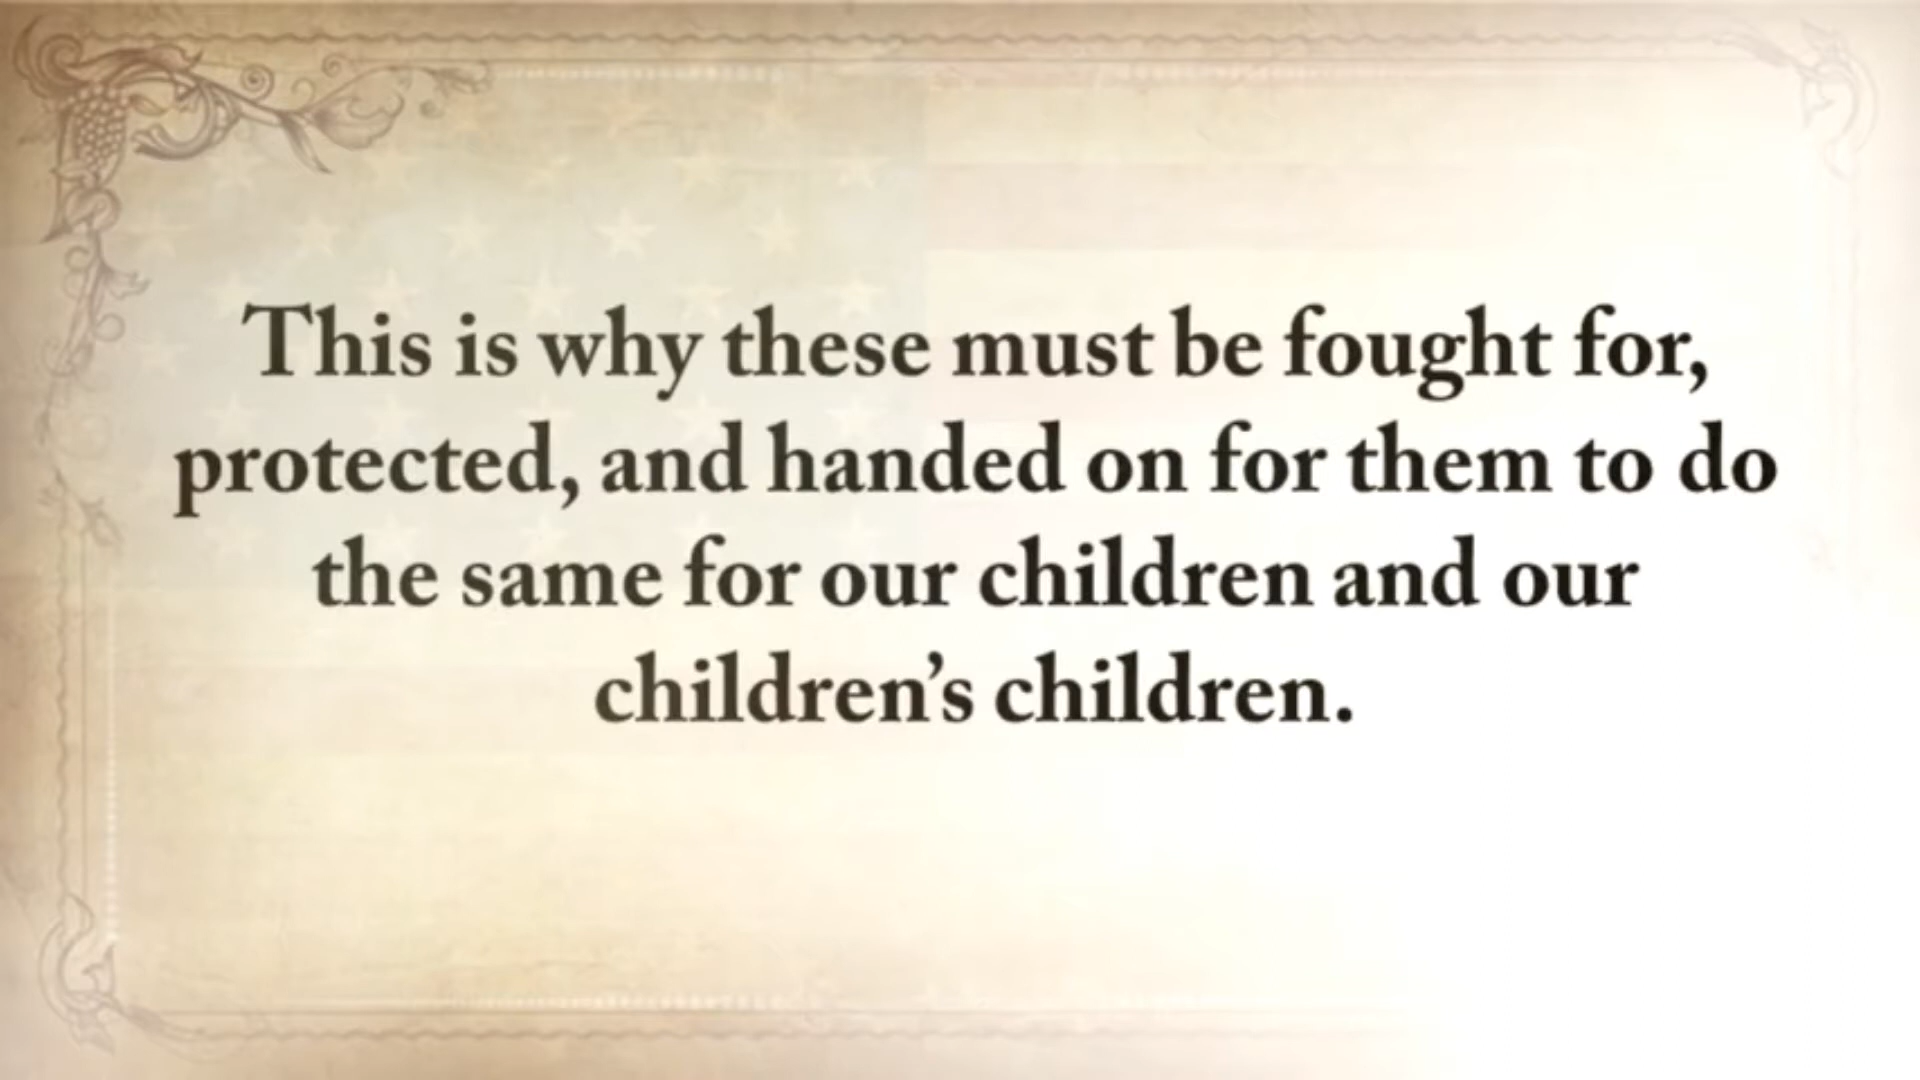 This is why these must be fought for,
protected, and handed on for them to do
the same for our children and our
children’s children.